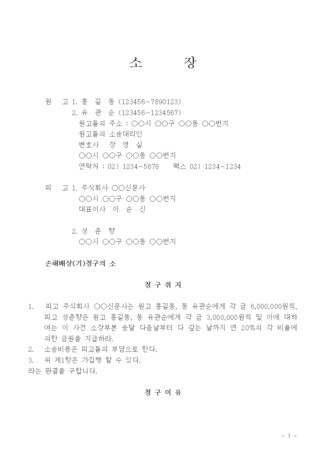 소 장
원 고 1. 홍 길 동 (123456-7890123)
2. 유 관 순 (123456-1234567)
원고들의 주소 : ○○시 ○○구 ○○동 ○○번지
원고들의 소송대리인
변호사 장 영 실
○○시 ○○구 ○○동 ○○번지
연락처 : 02) 1234-5678 팩스 02) 1234-1234
피 고 1. 주식회사 ○○신문사
○○시 ○○구 ○○동 ○○번지
대표이사 이 순 신
2. 성 춘 향
○○시 ○○구 ○○동 ○○번지
손해배상(기)청구의 소
청 구 취 지
1. 피고 주식회사 ○○신문사는 원고 홍길동, 동 유관순에게 각 금 6,000,000원씩,
피고 성춘향은 원고 홍길동, 동 유관순에게 각 금 3,000,000원씩 및 이에 대하
여는 이 사건 소장부본 송달 다음날부터 다 갚는 날까지 연 20%의 각 비율에
의한 금원을 지급하라.
2. 소송비용은 피고들의 부담으로 한다.
3. 위 제1항은 가집행 할 수 있다.
라는 판결을 구합니다.
청 구 이 유
- 1 -